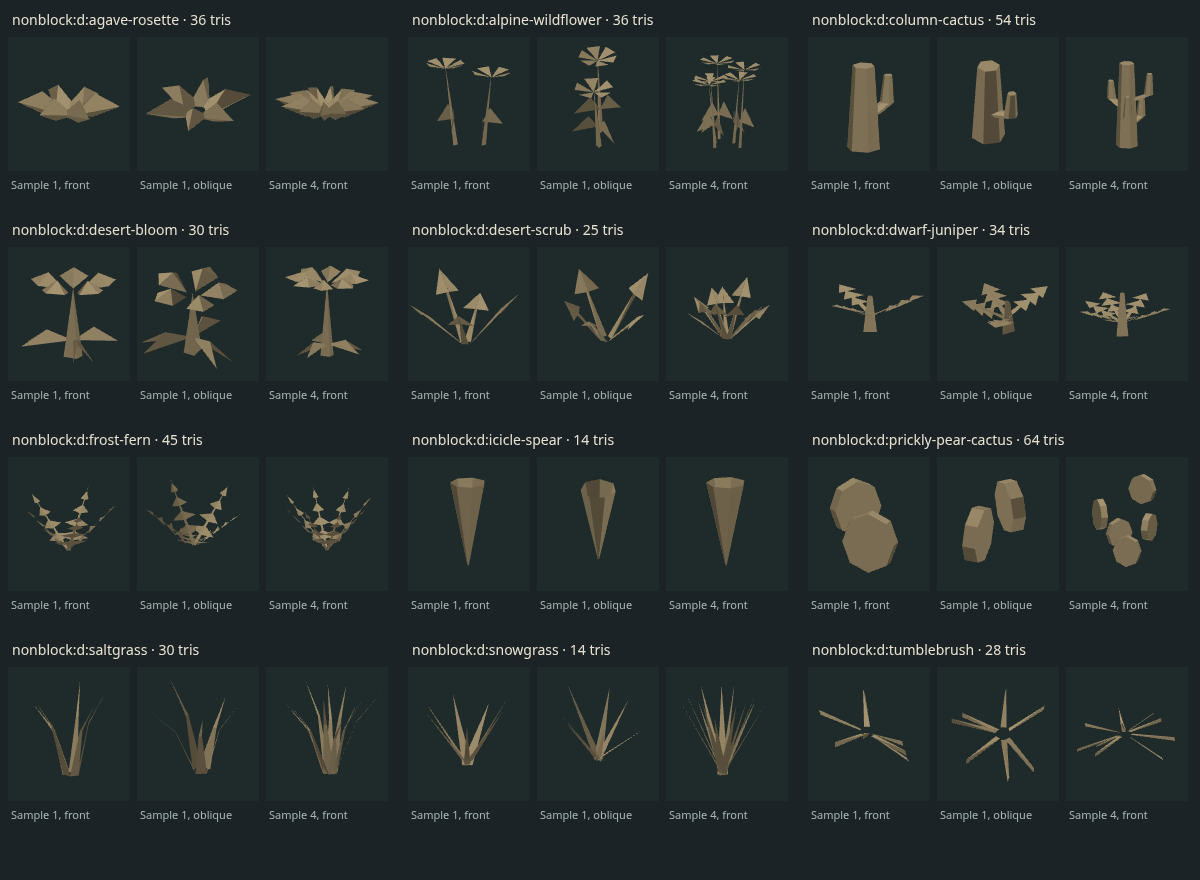 nonblock:d:agave-rosette · 36 tris
nonblock:d:alpine-wildflower · 36 tris
nonblock:d:column-cactus · 54 tris
Sample 1, front
Sample 1, oblique
Sample 4, front
Sample 1, front
Sample 1, oblique
Sample 4, front
Sample 1, front
Sample 1, oblique
Sample 4, front
nonblock:d:desert-bloom · 30 tris
nonblock:d:desert-scrub · 25 tris
nonblock:d:dwarf-juniper · 34 tris
Sample 1, front
Sample 1, oblique
Sample 4, front
Sample 1, front
Sample 1, oblique
Sample 4, front
Sample 1, front
Sample 1, oblique
Sample 4, front
nonblock:d:frost-fern · 45 tris
nonblock:d:icicle-spear · 14 tris
nonblock:d:prickly-pear-cactus · 64 tris
Sample 1, front
Sample 1, oblique
Sample 4, front
Sample 1, front
Sample 1, oblique
Sample 4, front
Sample 1, front
Sample 1, oblique
Sample 4, front
nonblock:d:saltgrass · 30 tris
nonblock:d:snowgrass · 14 tris
nonblock:d:tumblebrush · 28 tris
Sample 1, front
Sample 1, oblique
Sample 4, front
Sample 1, front
Sample 1, oblique
Sample 4, front
Sample 1, front
Sample 1, oblique
Sample 4, front